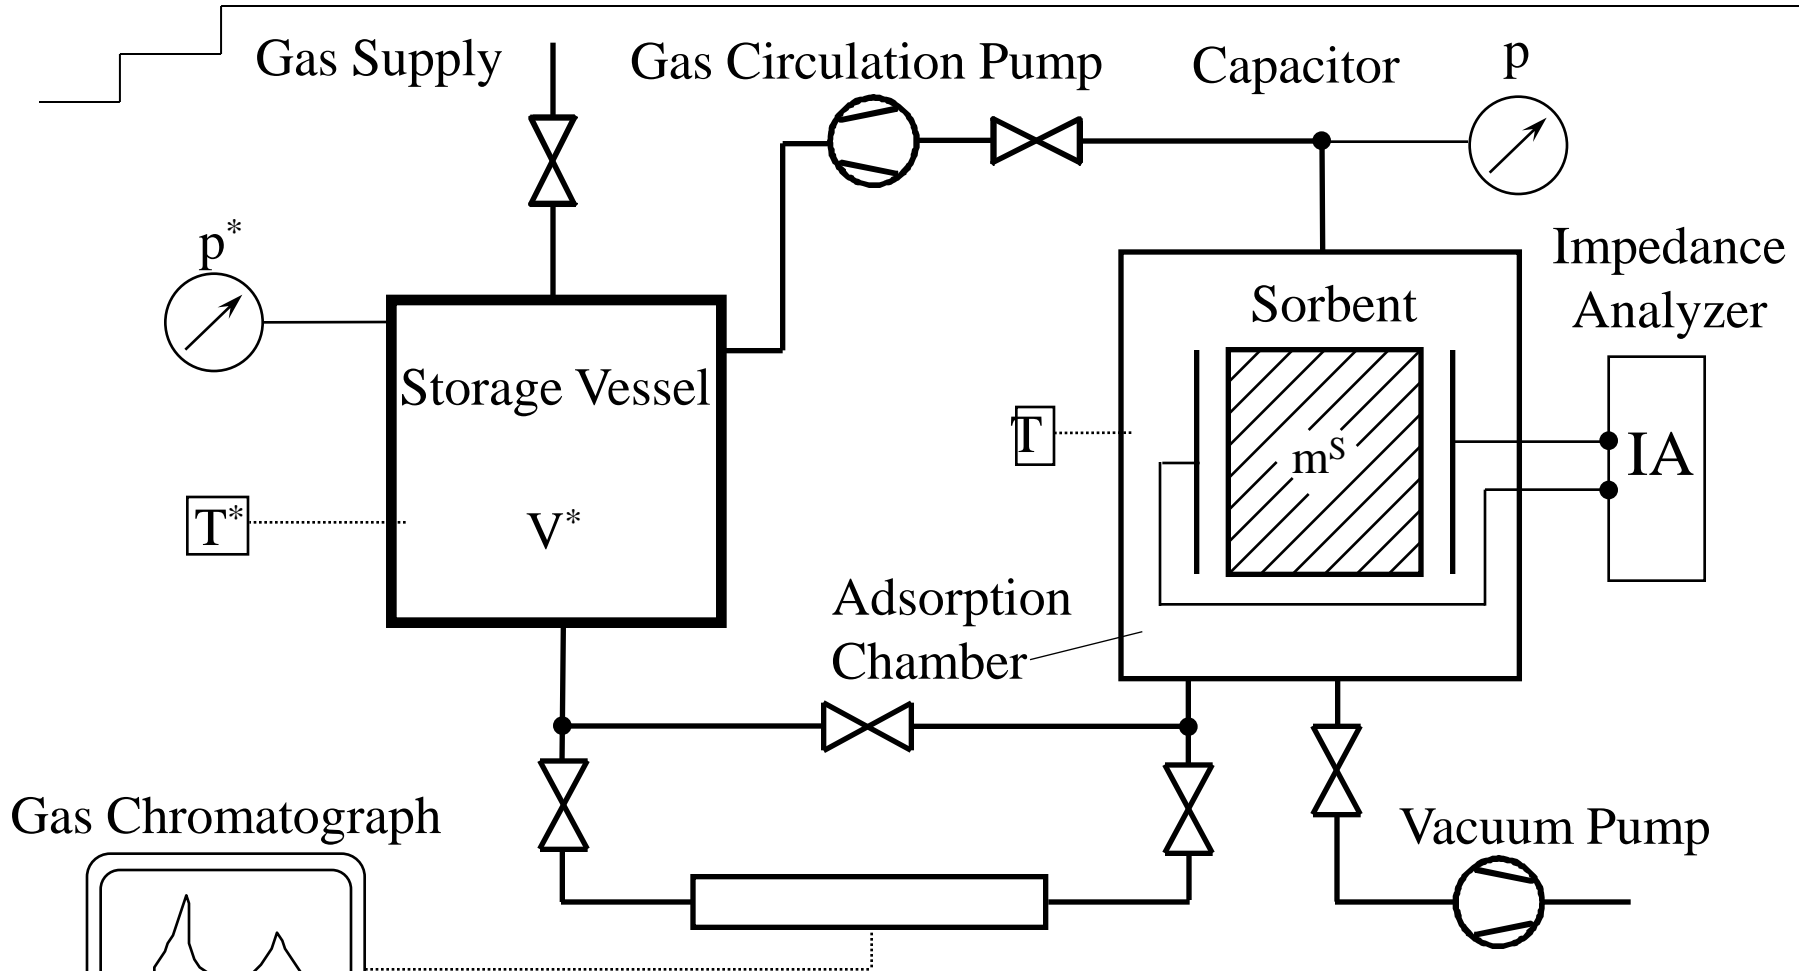 Gas Supply
Gas Circulation Pump
Capacitor
p
p*
Impedance
Analyzer
Sorbent
Storage Vessel
T
mS
IA
T*
V*
Adsorption
Chamber
Gas Chromatograph
Vacuum Pump